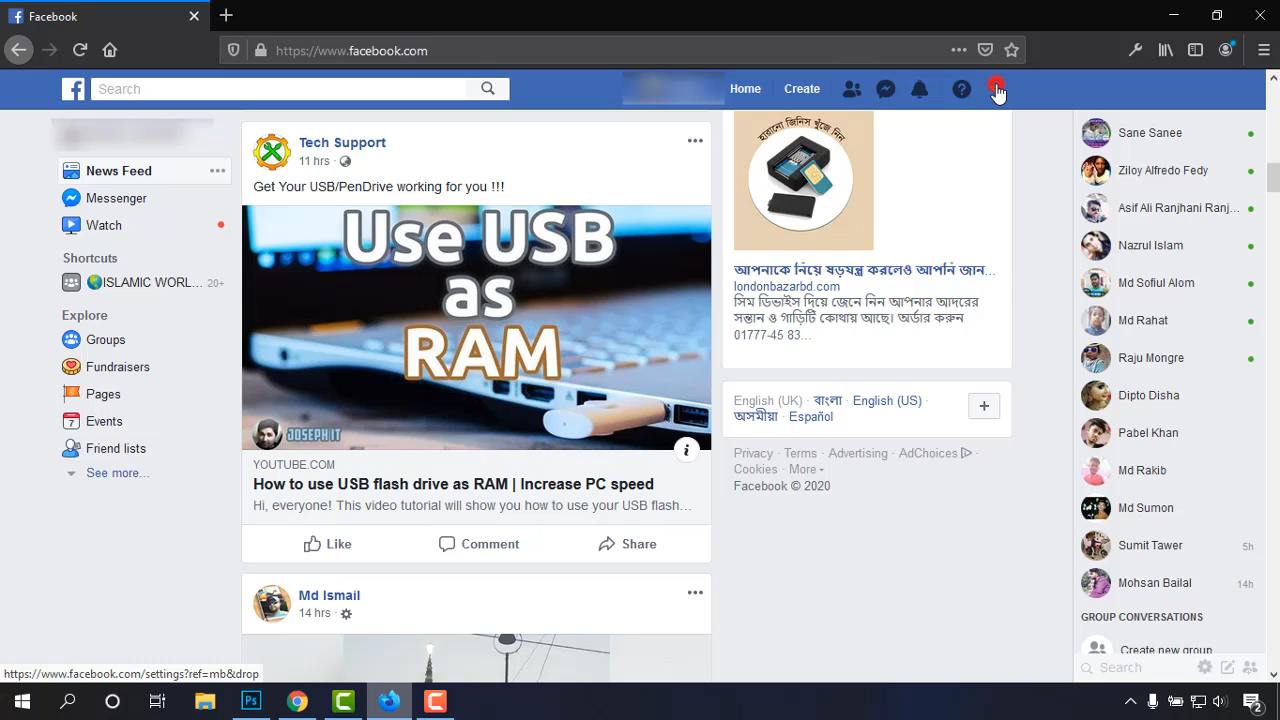 Facebook
https://www.facebook.com
Search
Home
Create
News Feed
Messenger
Watch
Shortcuts
ISLAMIC WORL... 20+
Explore
Groups
Fundraisers
Pages
Events
Friend lists
See more...
Tech Support
11 hrs
Get Your USB/PenDrive working for you !!!
Use USB
as
RAM
JOSEPH IT
YOUTUBE.COM
How to use USB flash drive as RAM | Increase PC speed
Hi, everyone! This video tutorial will show you how to use your USB flash...
Like
Comment
Share
Md Ismail
14 hrs
হারানো জিনিস খুঁজে নিন
আপনাকে নিয়ে ষড়যন্ত্র করলেও আপনি জান...
londonbazarbd.com
সিম ডিভাইস দিয়ে জেনে নিন আপনার আদরের
সন্তান ও গাড়িটি কোথায় আছে। অর্ডার করুন
01777-45 83...
English (UK) · বাংলা · English (US) ·
অসমীয়া · Español
Privacy · Terms · Advertising · AdChoices ·
Cookies · More
Facebook © 2020
Sane Sanee
Ziloy Alfredo Fedy
Asif Ali Ranjhani Ranj...
Nazrul Islam
Md Sofiul Alom
Md Rahat
Raju Mongre
Dipto Disha
Pabel Khan
Md Rakib
Md Sumon
Sumit Tawer 5h
Mohsan Bailal 14h
GROUP CONVERSATIONS
Create new group
Search
https://www.facebook.com/settings?ref=mb&drop
Ps
2